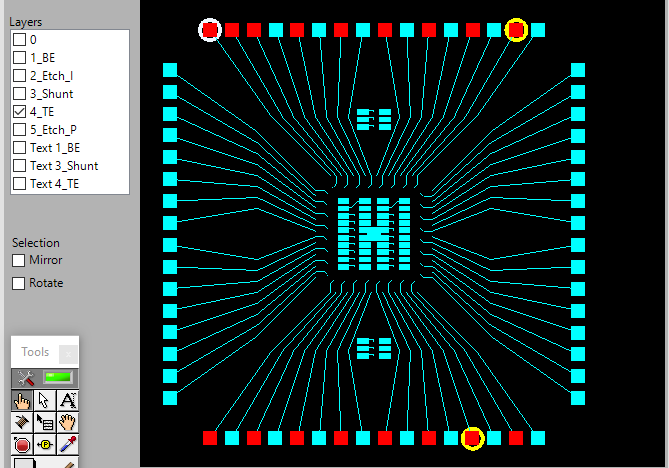 Layers
0
1_BE
2_Etch_I
3_Shunt
4_TE
5_Etch_P
Text 1_BE
Text 3_Shunt
Text 4_TE
Selection
Mirror
Rotate
Tools
x
A
P